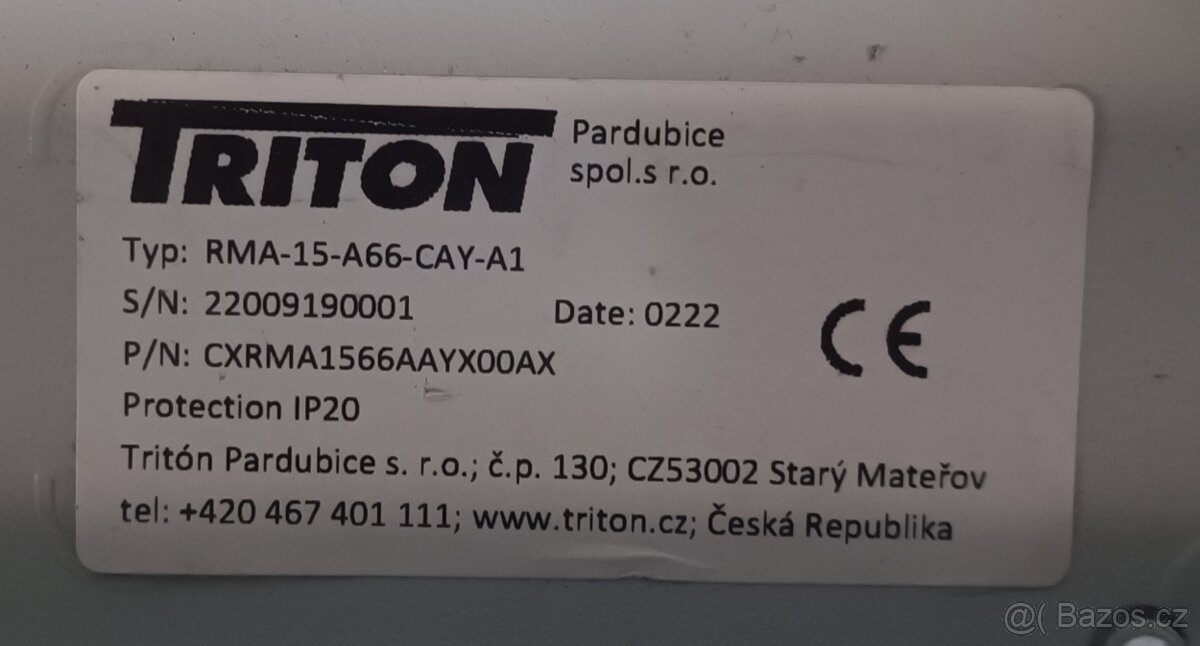 TRITON
Pardubice
spol.s r.o.
Typ: RMA-15-A66-CAY-A1
S/N: 22009190001
Date: 0222
CE
P/N: CXRMA1566AAYX00AX
Protection IP20
Tritón Pardubice s. r.o.; č.p. 130; CZ53002 Starý Mateřov
tel: +420 467 401 111; www.triton.cz; Česká Republika
@( Bazos.cz